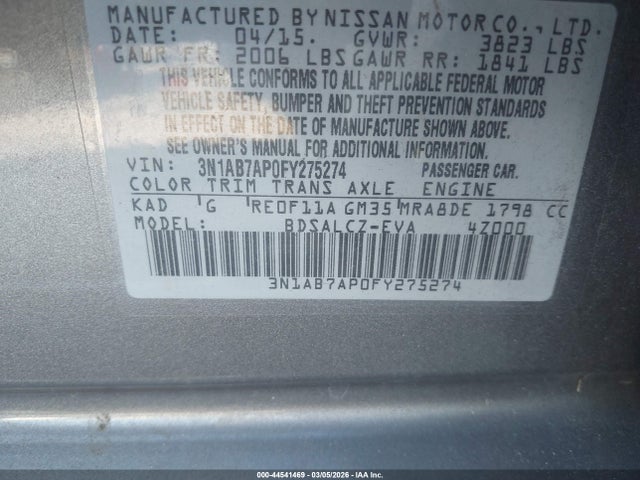 MANUFACTURED BY NISSAN MOTOR CO., LTD.
DATE: 04/15. GVWR: 3823 LBS
GAWR FR: 2006 LBS GAWR RR: 1841 LBS
THIS VEHICLE CONFORMS TO ALL APPLICABLE FEDERAL MOTOR
VEHICLE SAFETY, BUMPER AND THEFT PREVENTION STANDARDS
IN EFFECT ON THE DATE OF MANUFACTURE SHOWN ABOVE.
SEE OWNER'S MANUAL FOR ADDITIONAL INFORMATION.
VIN: 3N1AB7AP0FY275274 PASSENGER CAR.
COLOR TRIM TRANS AXLE ENGINE
KAD G RE0F11A GM35 MRA8DE 1798 CC
BDSALCZ-EVA 4Z000
3N1AB7AP0FY275274
000-44541469 | 03/05/2026 | IAA Inc.